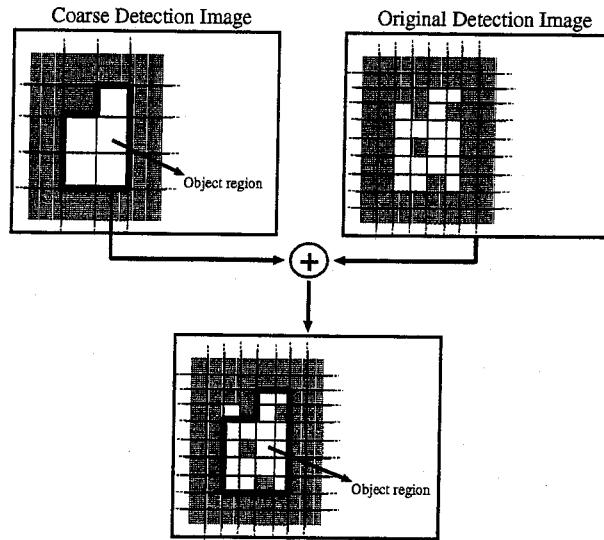 Coarse Detection Image
Original Detection Image
Object region
+
Object region